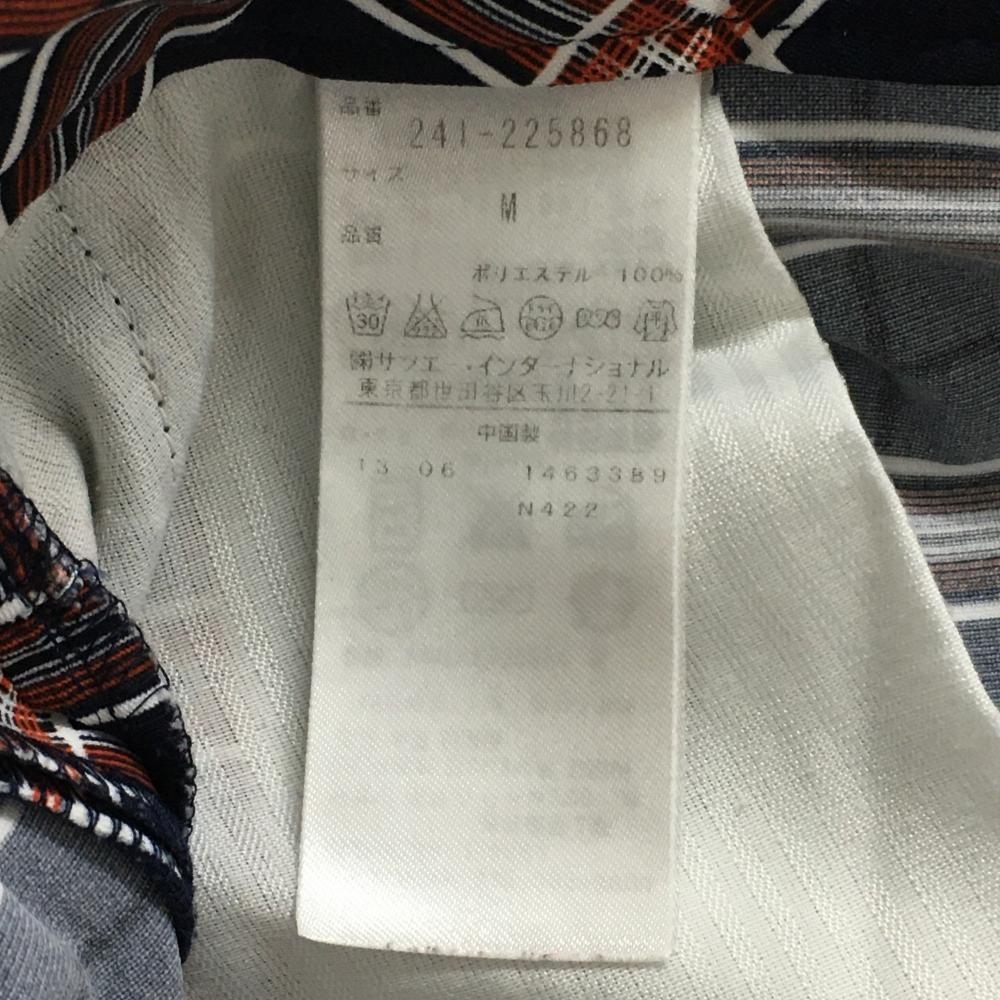 品番
241-225868
サイズ
M
品質
ポリエステル 100%
30
㈱サンエー・インターナショナル
東京都世田谷区玉川2-21-1
中国製
13 06 1463389
N422